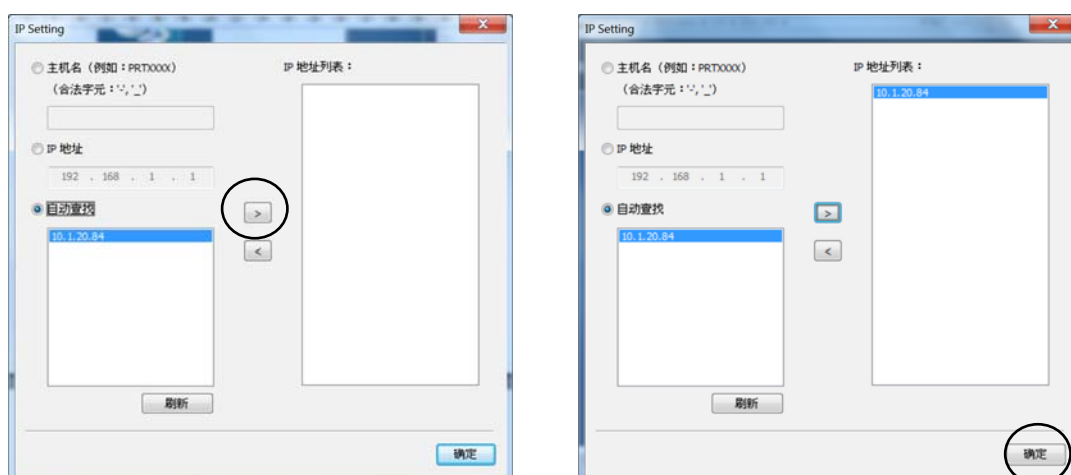 IP Setting
主机名（例如：PRTXXXX）
（合法字元：'-', '_'）
IP 地址
192 . 168 . 1 . 1
自动查找
10.1.20.84
刷新
IP 地址列表：
>
<
确定
IP Setting
主机名（例如：PRTXXXX）
（合法字元：'-', '_'）
IP 地址
192 . 168 . 1 . 1
自动查找
10.1.20.84
刷新
IP 地址列表：
10.1.20.84
>
<
确定